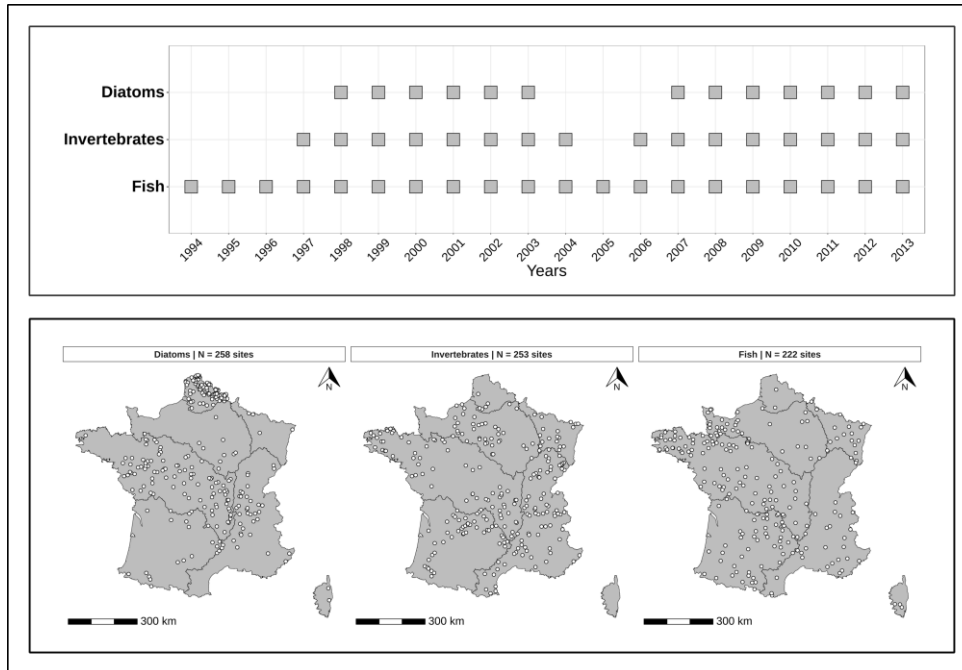 Diatoms
Invertebrates
Fish
1994 1995 1996 1997 1998 1999 2000 2001 2002 2003 2004 2005 2006 2007 2008 2009 2010 2011 2012 2013
Years
Diatoms | N = 258 sites
Invertebrates | N = 253 sites
Fish | N = 222 sites
N
N
N
300 km
300 km
300 km